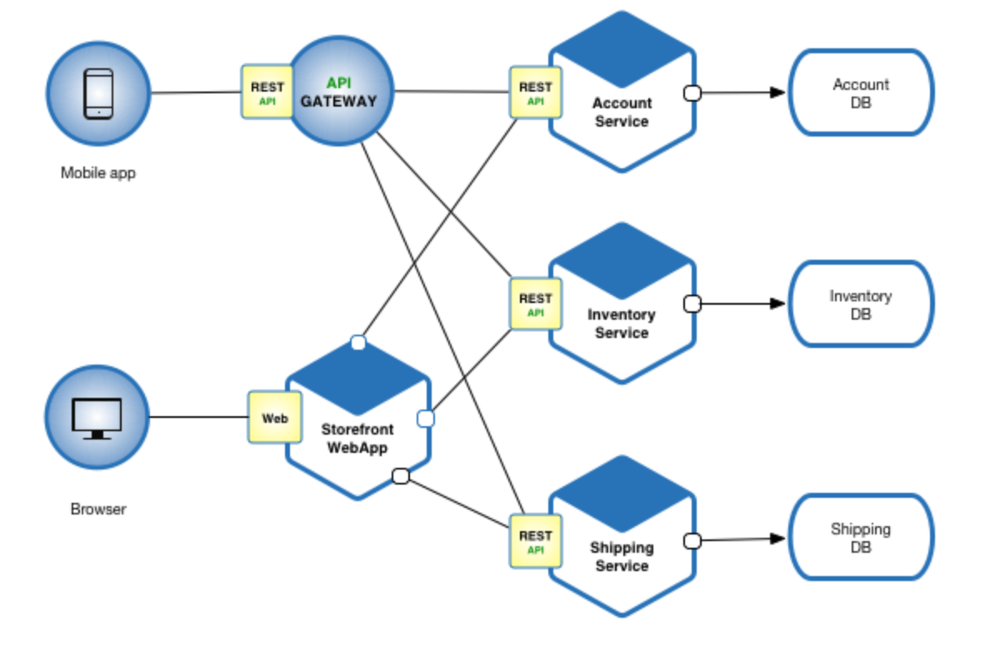 REST
API
API
GATEWAY
Mobile app
REST
API
Account
Service
Account
DB
REST
API
Inventory
Service
Inventory
DB
Web
Storefront
WebApp
Browser
REST
API
Shipping
Service
Shipping
DB